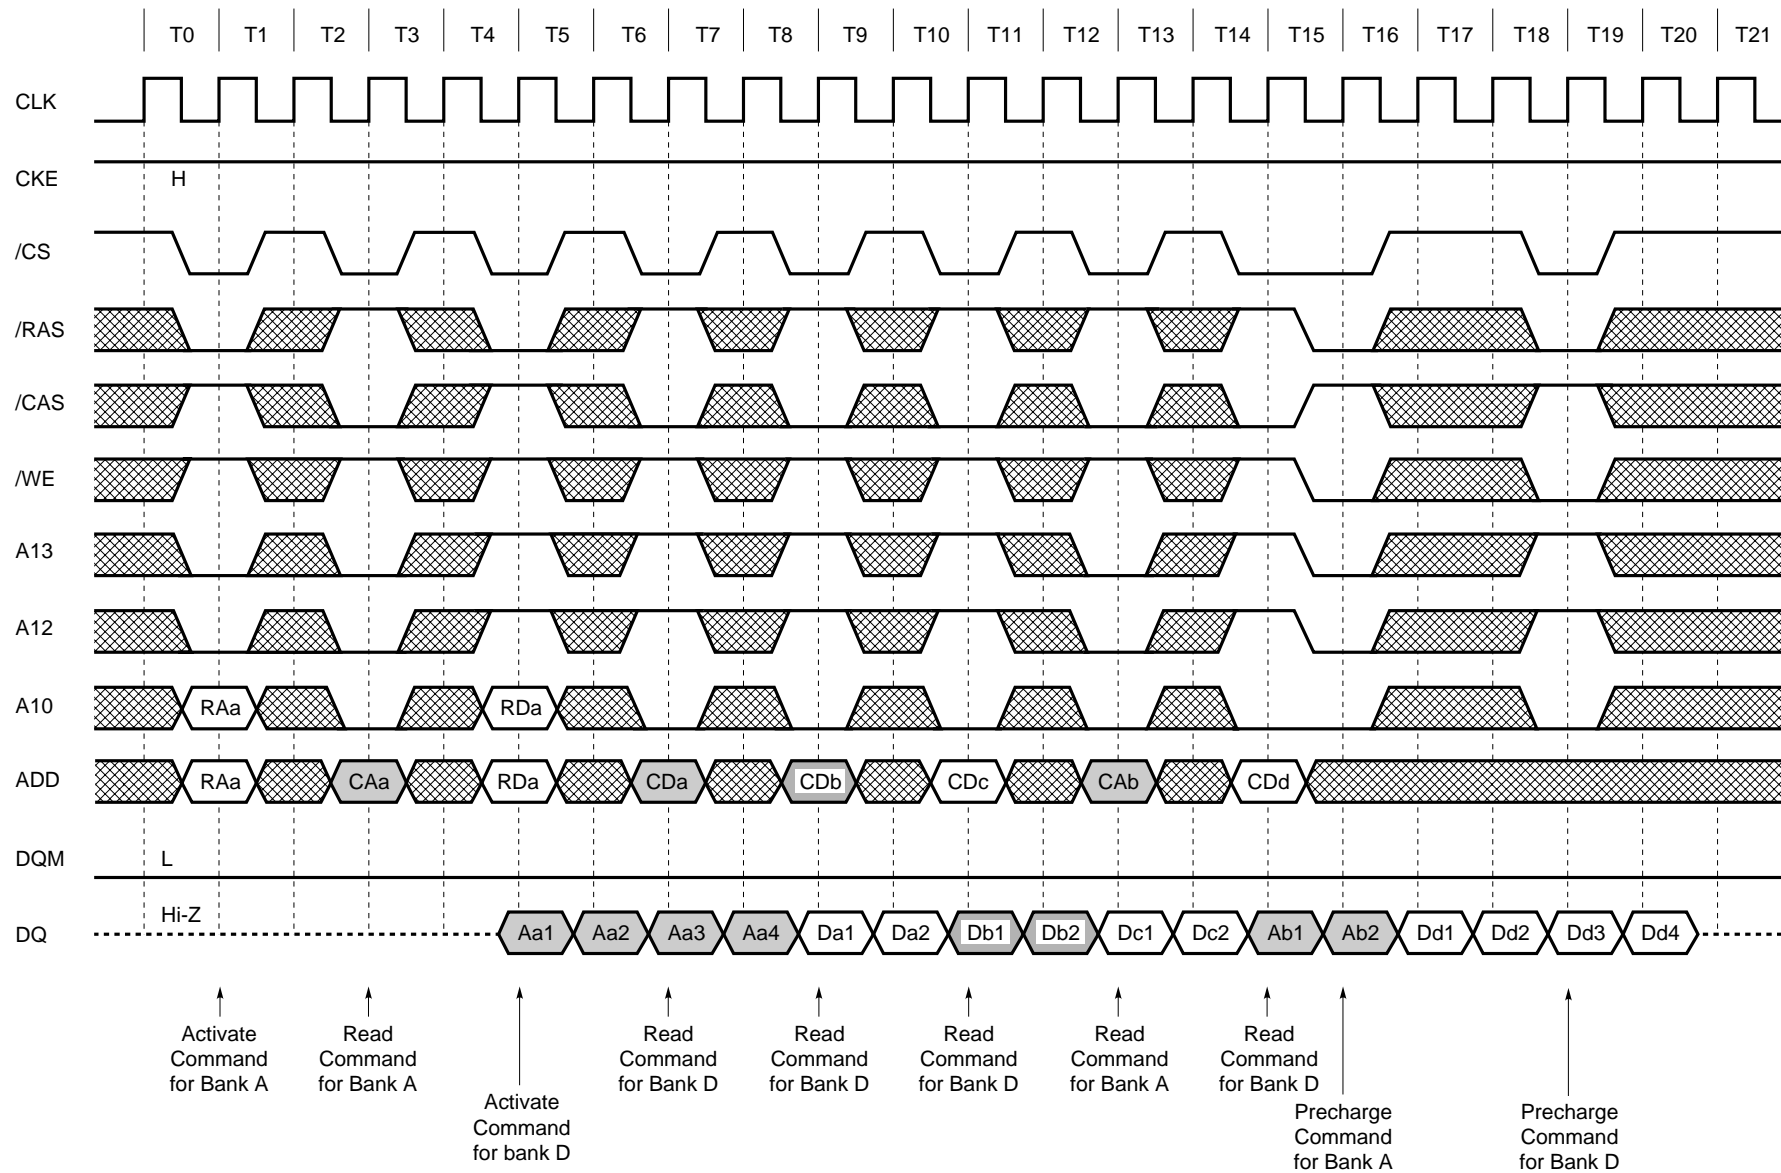 T0 T1 T2 T3 T4 T5 T6 T7 T8 T9 T10 T11 T12 T13 T14 T15 T16 T17 T18 T19 T20 T21
CLK
CKE H
/CS
/RAS
/CAS
/WE
A13
A12
A10 RAa RDa
ADD RAa CAa RDa CDa CDb CDc CAb CDd
DQM L
Hi-Z
DQ Aa1 Aa2 Aa3 Aa4 Da1 Da2 Db1 Db2 Dc1 Dc2 Ab1 Ab2 Dd1 Dd2 Dd3 Dd4
Activate
Command
for Bank A
Read
Command
for Bank A
Activate
Command
for bank D
Read
Command
for Bank D
Read
Command
for Bank D
Read
Command
for Bank D
Read
Command
for Bank A
Read
Command
for Bank D
Precharge
Command
for Bank A
Precharge
Command
for Bank D